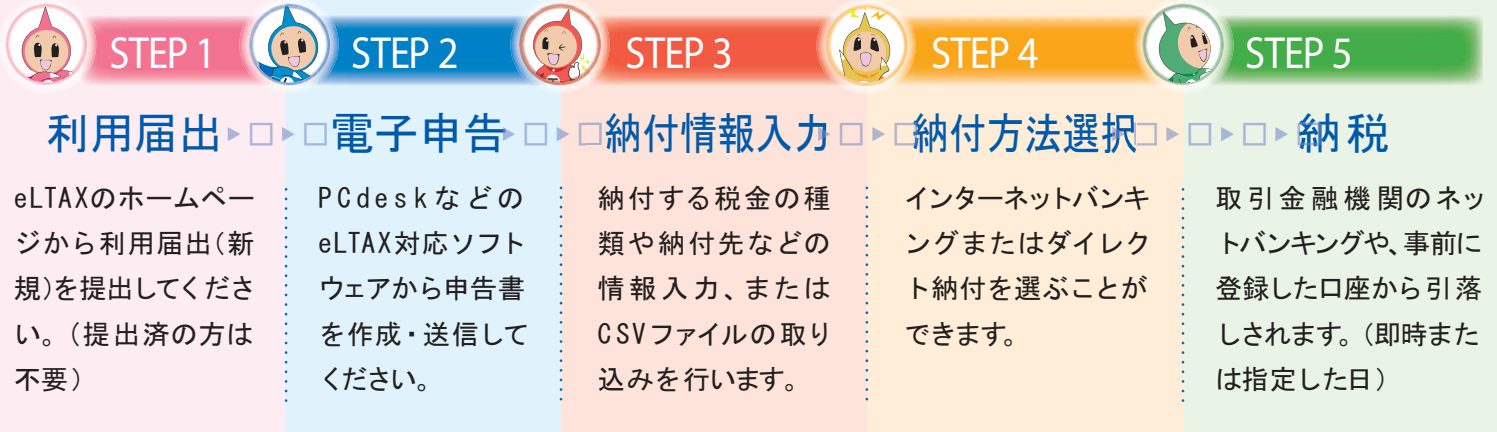 STEP 1
利用届出
eLTAXのホームペー
ジから利用届出(新
規)を提出してくださ
い。(提出済の方は
不要)
STEP 2
電子申告
PCdeskなどの
eLTAX対応ソフト
ウェアから申告書
を作成・送信して
ください。
STEP 3
納付情報入力
納付する税金の種
類や納付先などの
情報入力、または
CSVファイルの取り
込みを行います。
STEP 4
納付方法選択
インターネットバンキ
ングまたはダイレク
ト納付を選ぶことが
できます。
STEP 5
納税
取引金融機関のネッ
トバンキングや、事前に
登録した口座から引落
しされます。(即時また
は指定した日)